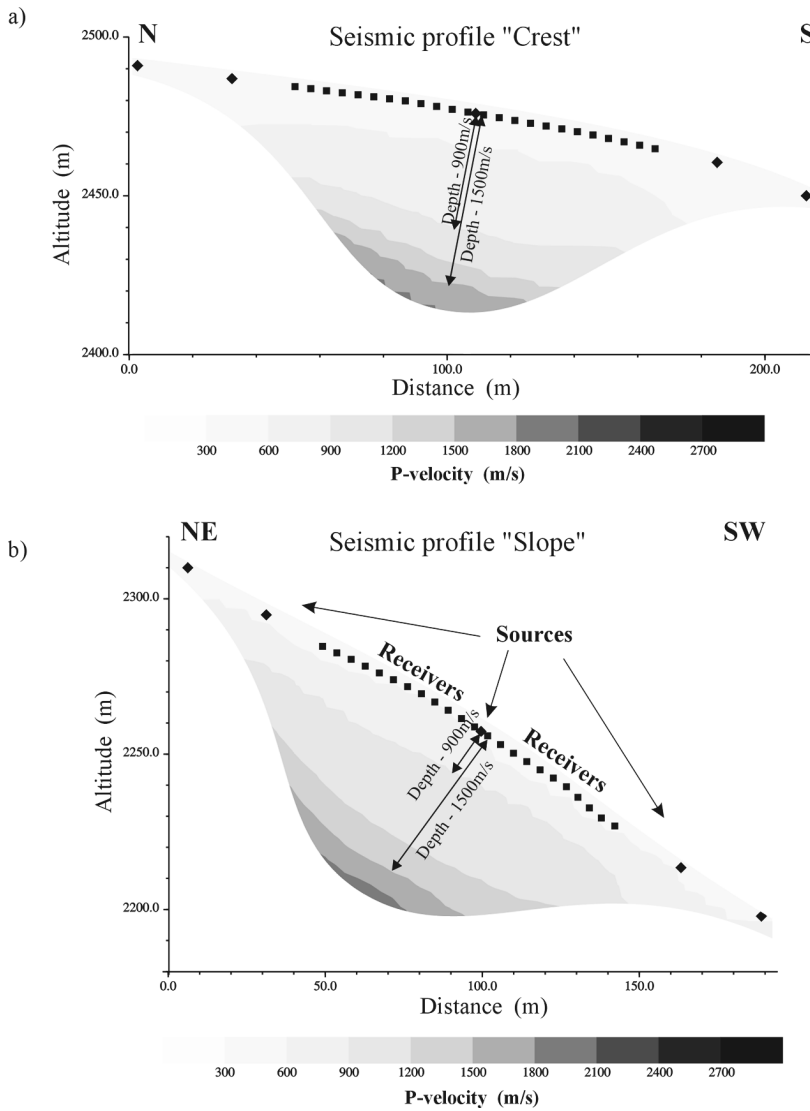 a)
N
Seismic profile "Crest"
S
2500.0
2450.0
2400.0
Altitude (m)
Depth - 900m/s
Depth - 1500m/s
0.0
100.0
200.0
Distance (m)
300
600
900
1200
1500
1800
2100
2400
2700
P-velocity (m/s)
b)
NE
Seismic profile "Slope"
SW
2300.0
2250.0
2200.0
Altitude (m)
Sources
Receivers
Receivers
Depth - 900m/s
Depth - 1500m/s
0.0
50.0
100.0
150.0
Distance (m)
300
600
900
1200
1500
1800
2100
2400
2700
P-velocity (m/s)